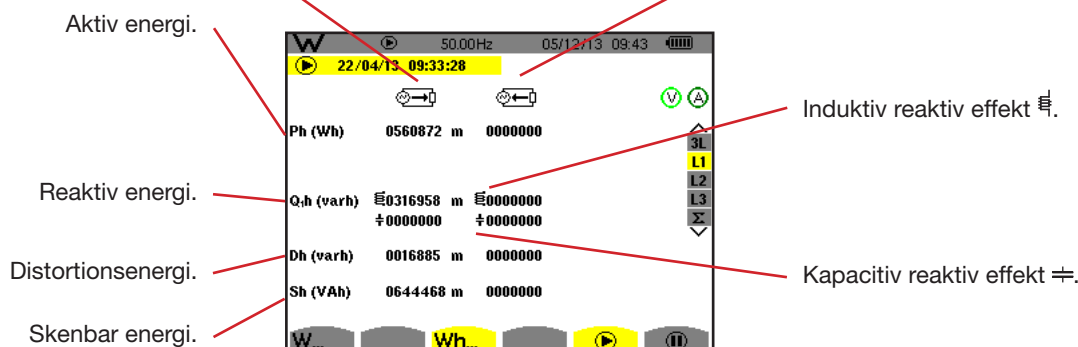 Aktiv energi.
W 50.00Hz 05/12/13 09:43
22/04/13 09:33:28
V A
Induktiv reaktiv effekt.
Ph (Wh) 0560872 m 0000000
3L
L1
L2
Reaktiv energi.
Q₁h (varh) 0316958 m 0000000
L3
0000000 0000000
Σ
Dh (varh) 0016885 m 0000000
Distortionsenergi.
Kapacitiv reaktiv effekt.
Sh (VAh) 0644468 m 0000000
Skenbar energi.
W... Wh...